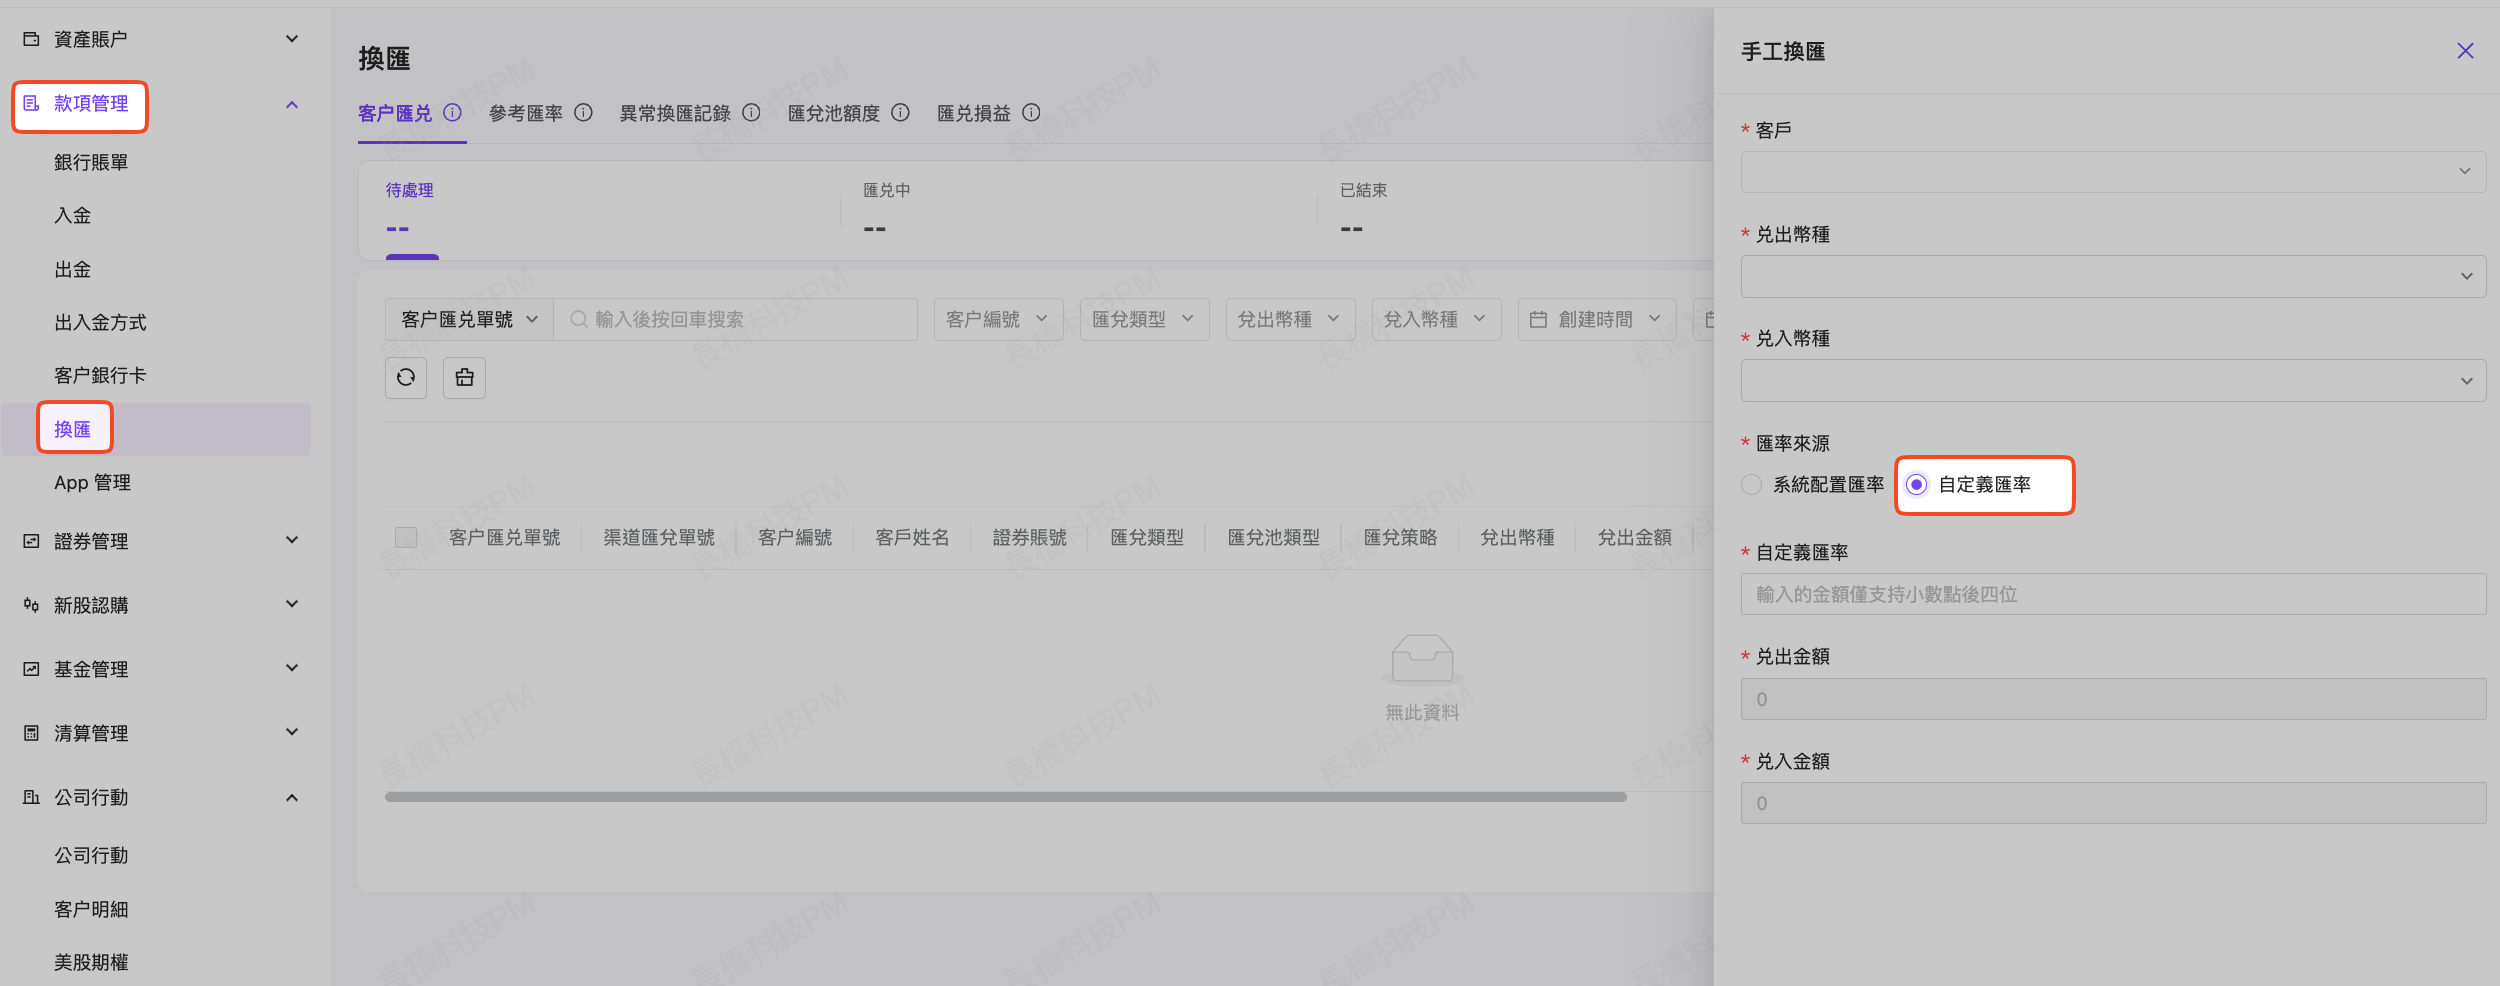 資產賬户
款項管理
銀行賬單
入金
出金
出入金方式
客户銀行卡
換匯
App 管理
證券管理
新股認購
基金管理
清算管理
公司行動
公司行動
客户明細
美股期權
換匯
客户匯兑 參考匯率 異常換匯記錄 匯兌池額度 匯兑損益
待處理 匯兑中 已結束
-- -- --
客户匯兑單號 輸入後按回車搜索 客户編號 匯兌類型 兌出幣種 兌入幣種 創建時間
客户匯兑單號 渠道匯兌單號 客户編號 客戶姓名 證券賬號 匯兌類型 匯兌池類型 匯兌策略 兌出幣種 兌出金額
無此資料
手工換匯
* 客戶
* 兑出幣種
* 兑入幣種
* 匯率來源
系統配置匯率 自定義匯率
* 自定義匯率
輸入的金額僅支持小數點後四位
* 兑出金額
0
* 兑入金額
0
長橋科技PM